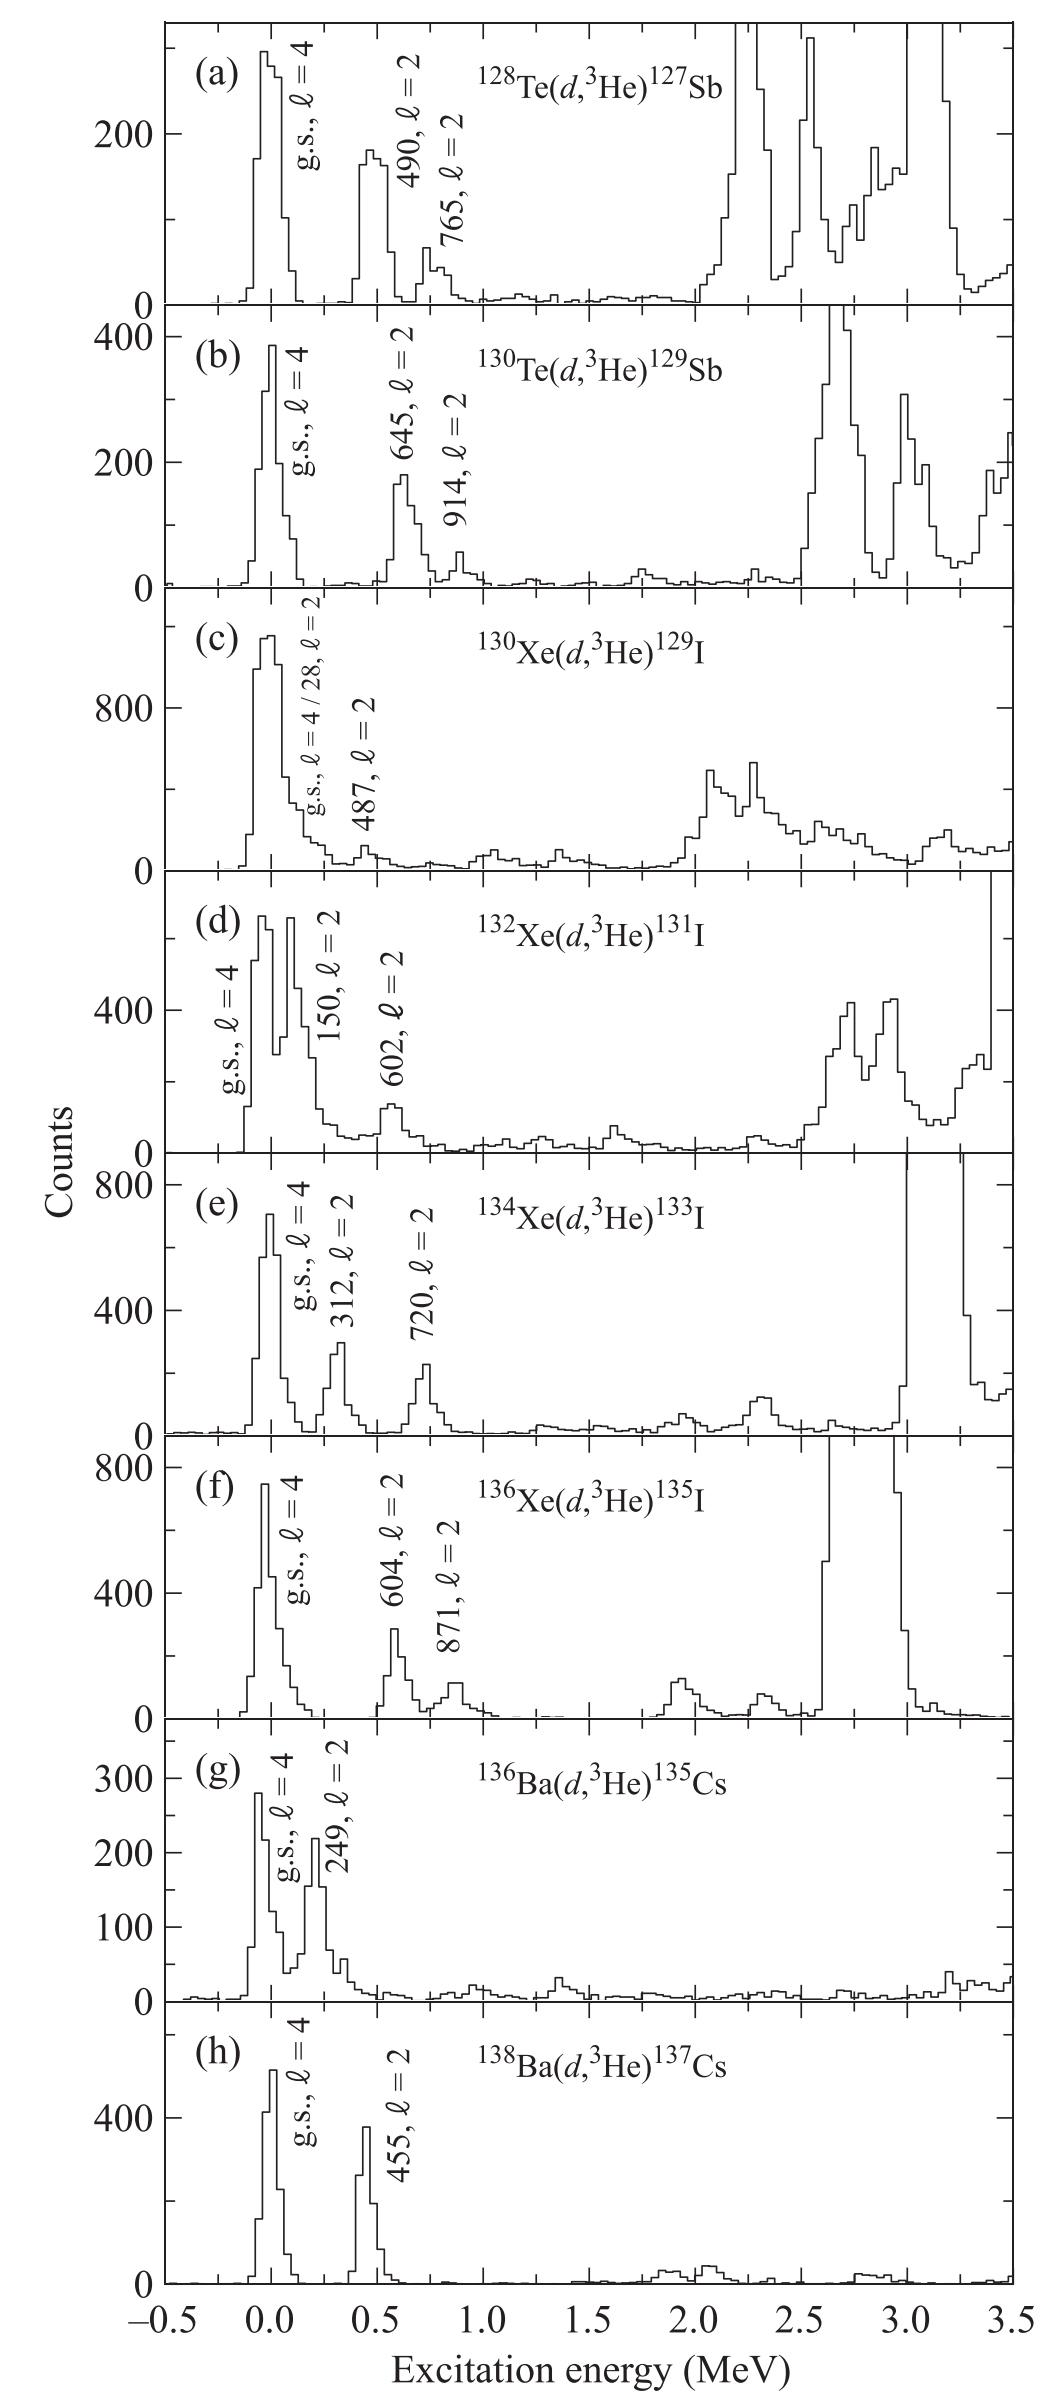 (a)
¹²⁸Te(d,³He)¹²⁷Sb
g.s., ℓ = 4
490, ℓ = 2
765, ℓ = 2
200
0
(b)
¹³⁰Te(d,³He)¹²⁹Sb
g.s., ℓ = 4
645, ℓ = 2
914, ℓ = 2
400
200
0
(c)
¹³⁰Xe(d,³He)¹²⁹I
g.s., ℓ = 4 / 28, ℓ = 2
487, ℓ = 2
800
0
(d)
¹³²Xe(d,³He)¹³¹I
g.s., ℓ = 4
150, ℓ = 2
602, ℓ = 2
400
0
Counts
(e)
¹³⁴Xe(d,³He)¹³³I
g.s., ℓ = 4
312, ℓ = 2
720, ℓ = 2
800
400
0
(f)
¹³⁶Xe(d,³He)¹³⁵I
g.s., ℓ = 4
604, ℓ = 2
871, ℓ = 2
800
400
0
(g)
¹³⁶Ba(d,³He)¹³⁵Cs
g.s., ℓ = 4
249, ℓ = 2
300
200
100
0
(h)
¹³⁸Ba(d,³He)¹³⁷Cs
g.s., ℓ = 4
455, ℓ = 2
400
0
–0.5 0.0 0.5 1.0 1.5 2.0 2.5 3.0 3.5
Excitation energy (MeV)